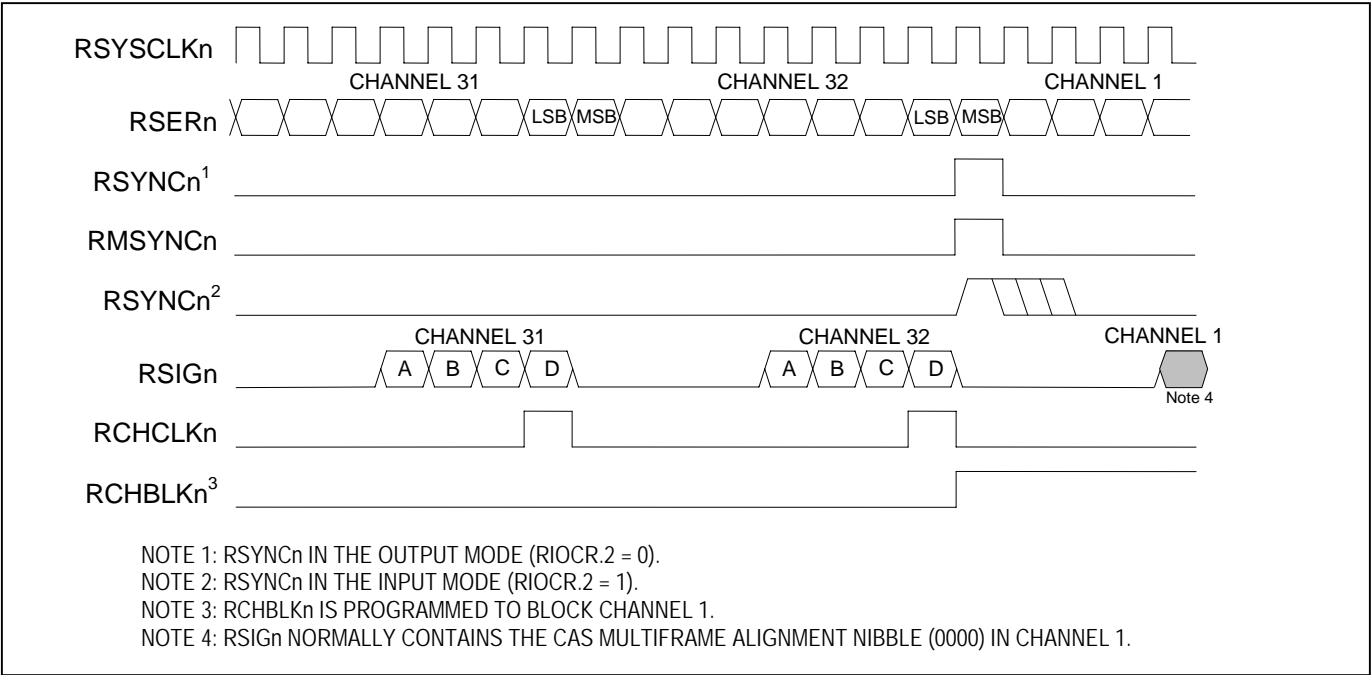 RSYSCLKn
CHANNEL 31 CHANNEL 32 CHANNEL 1
RSERn LSB MSB LSB MSB
RSYNCn¹
RMSYNCn
RSYNCn²
CHANNEL 31 CHANNEL 32 CHANNEL 1
RSIGn A B C D A B C D
Note 4
RCHCLKn
RCHBLKn³
NOTE 1: RSYNCn IN THE OUTPUT MODE (RIOCR.2 = 0).
NOTE 2: RSYNCn IN THE INPUT MODE (RIOCR.2 = 1).
NOTE 3: RCHBLKn IS PROGRAMMED TO BLOCK CHANNEL 1.
NOTE 4: RSIGn NORMALLY CONTAINS THE CAS MULTIFRAME ALIGNMENT NIBBLE (0000) IN CHANNEL 1.